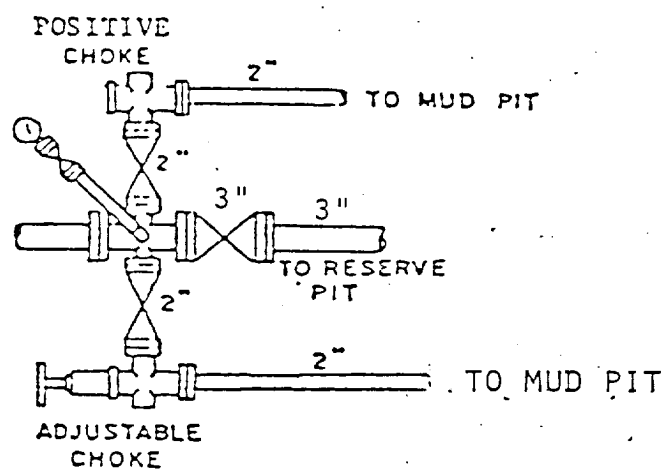 POSITIVE
CHOKE
2"
TO MUD PIT
2"
3"
3"
TO RESERVE
PIT
2"
2"
TO MUD PIT
ADJUSTABLE
CHOKE